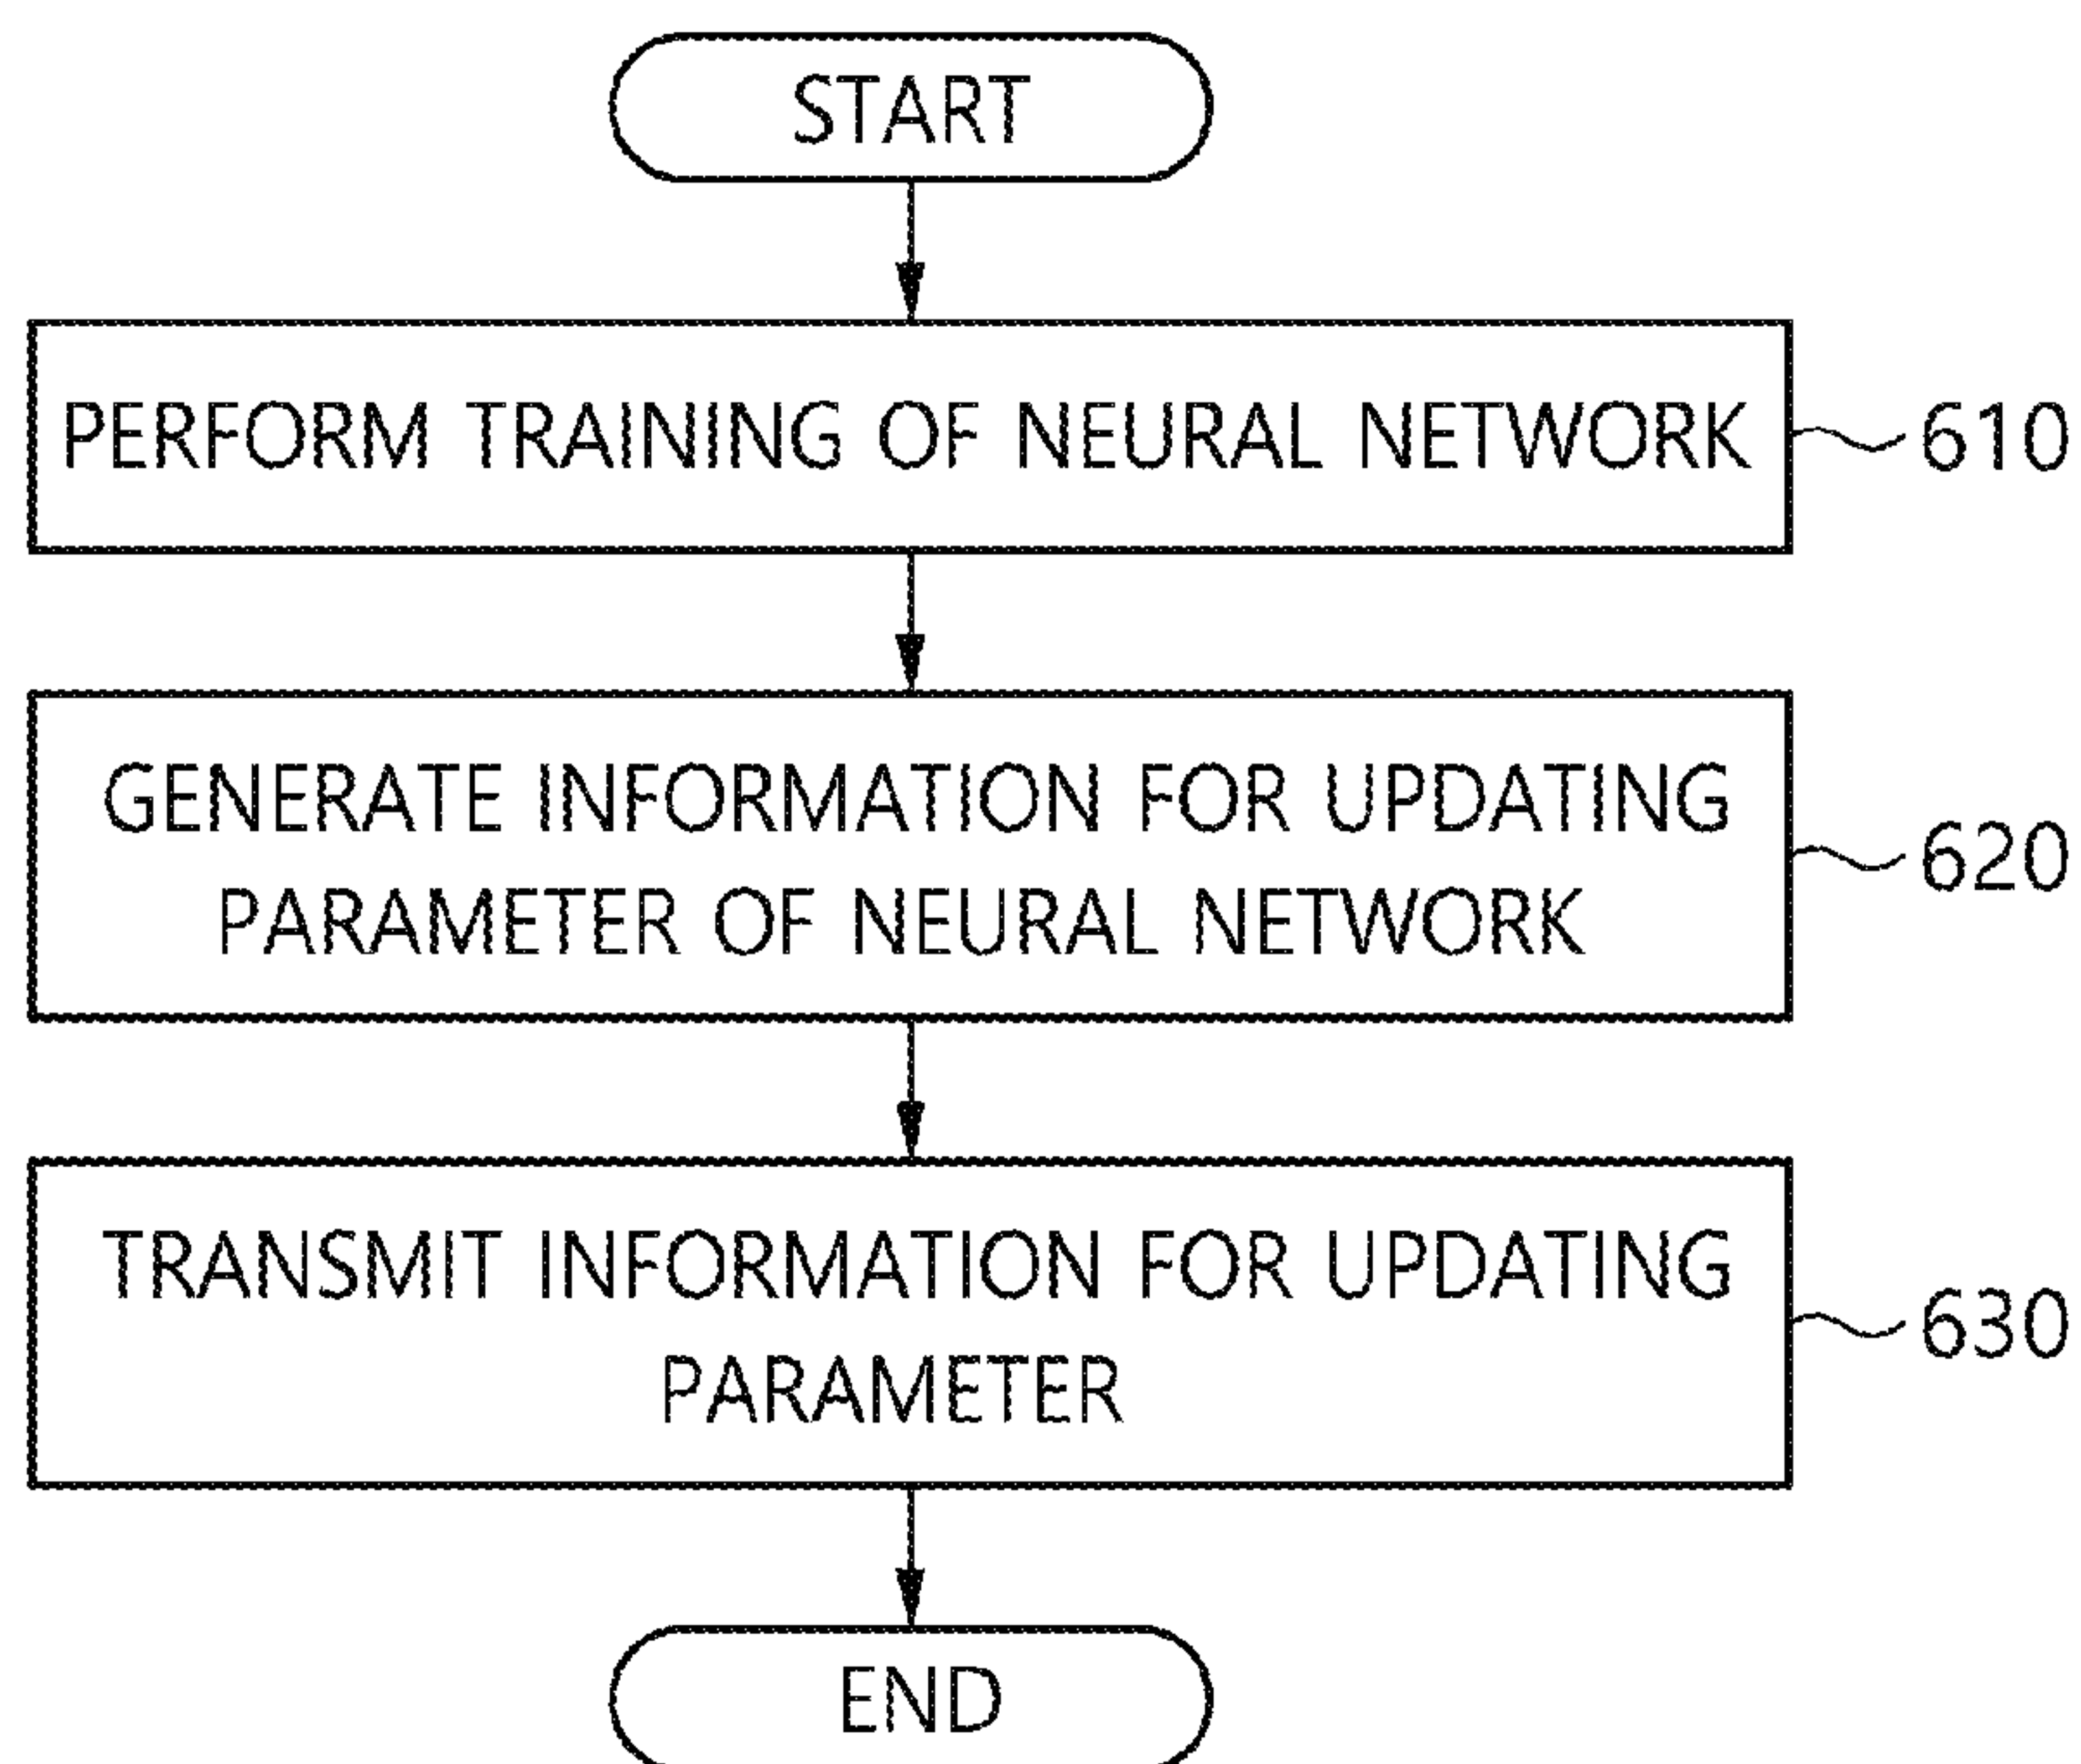 START
PERFORM TRAINING OF NEURAL NETWORK
610
GENERATE INFORMATION FOR UPDATING
PARAMETER OF NEURAL NETWORK
620
TRANSMIT INFORMATION FOR UPDATING
PARAMETER
630
END